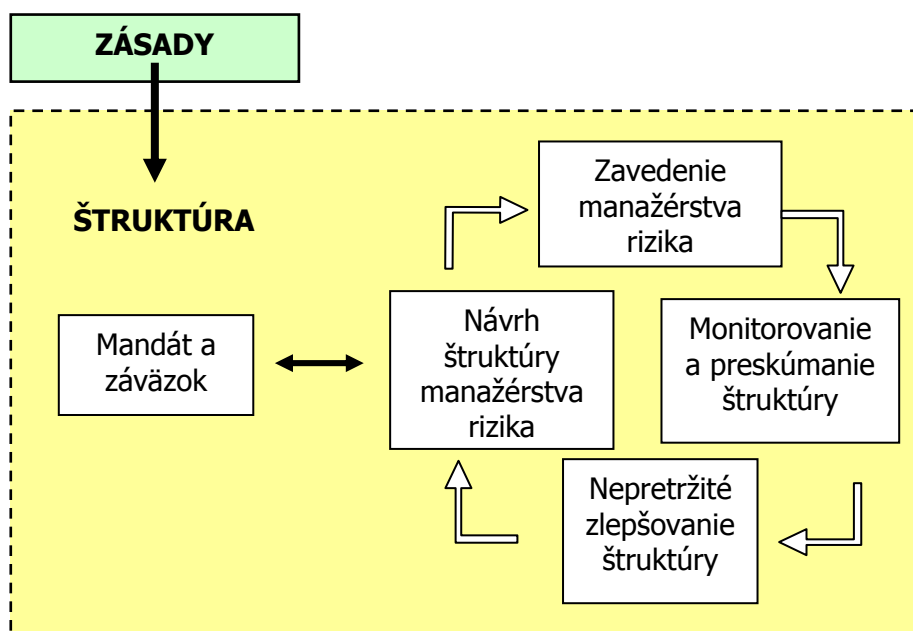 ZÁSADY
ŠTRUKTÚRA
Mandát a
záväzok
Návrh
štruktúry
manažérstva
rizika
Zavedenie
manažérstva
rizika
Monitorovanie
a preskúmanie
štruktúry
Nepretržité
zlepšovanie
štruktúry